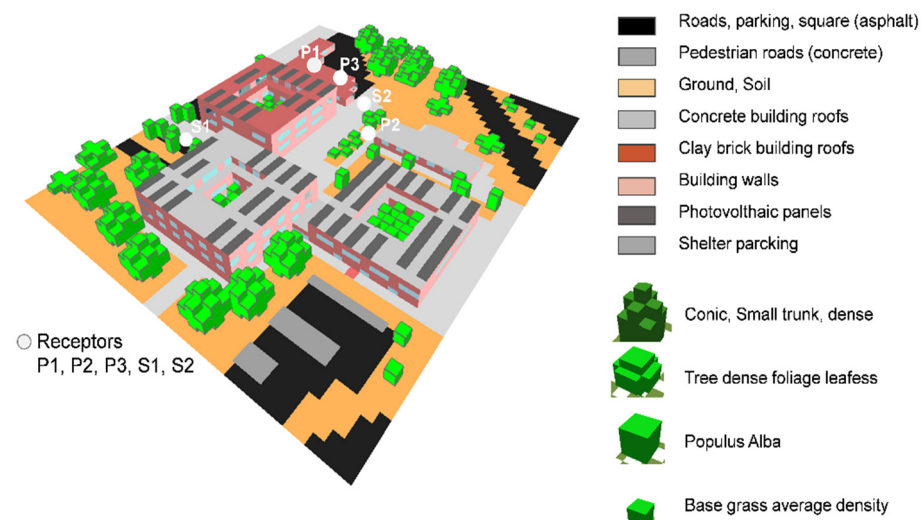 P1
P3
S2
S1
P2
Receptors
P1, P2, P3, S1, S2
Roads, parking, square (asphalt)
Pedestrian roads (concrete)
Ground, Soil
Concrete building roofs
Clay brick building roofs
Building walls
Photovolthaic panels
Shelter parcking
Conic, Small trunk, dense
Tree dense foliage leafess
Populus Alba
Base grass average density